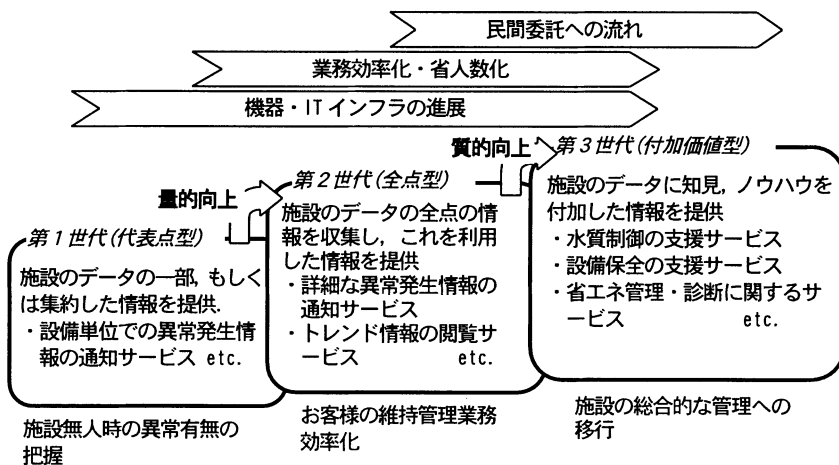 民間委託への流れ
業務効率化・省人数化
機器・ITインフラの進展
量的向上
質的向上
第1世代(代表点型)
施設のデータの一部,もしく
は集約した情報を提供.
・設備単位での異常発生情
報の通知サービス etc.
施設無人時の異常有無の
把握
第2世代(全点型)
施設のデータの全点の情
報を収集し,これを利用
した情報を提供
・詳細な異常発生情報の
通知サービス
・トレンド情報の閲覧サ
ービス etc.
お客様の維持管理業務
効率化
第3世代(付加価値型)
施設のデータに知見,ノウハウを
付加した情報を提供
・水質制御の支援サービス
・設備保全の支援サービス
・省エネ管理・診断に関するサ
ービス etc.
施設の総合的な管理への
移行